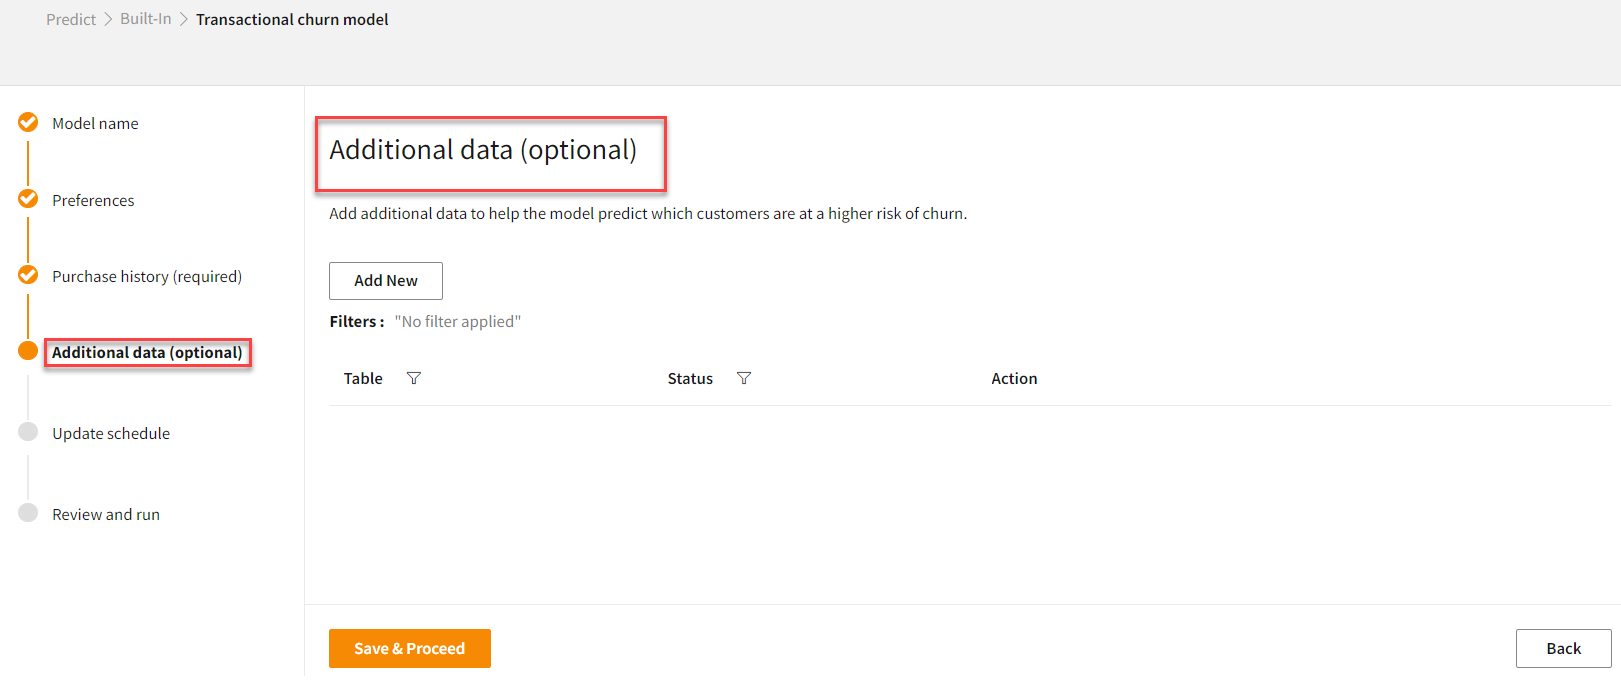 Predict > Built-In > Transactional churn model
Model name
Preferences
Purchase history (required)
Additional data (optional)
Update schedule
Review and run
Additional data (optional)
Add additional data to help the model predict which customers are at a higher risk of churn.
Add New
Filters : "No filter applied"
Table Status Action
Save & Proceed Back